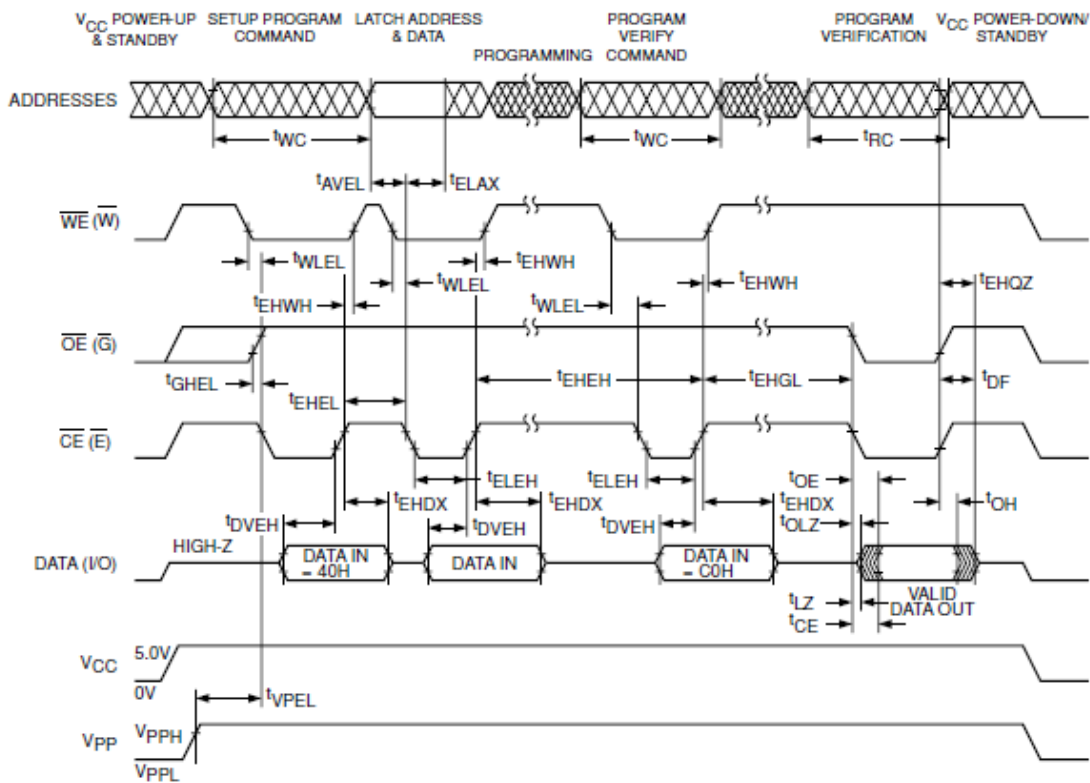 VCC POWER-UP & STANDBY
SETUP PROGRAM COMMAND
LATCH ADDRESS & DATA
PROGRAMMING
PROGRAM VERIFY COMMAND
PROGRAM VERIFICATION
VCC POWER-DOWN/ STANDBY
ADDRESSES
tWC
tWC
tRC
tAVEL
tELAX
WE (W)
tWLEL
tEHWH
tWLEL
tEHWH
tWLEL
tEHWH
tEHQZ
OE (G)
tGHEL
tEHEL
tEHEH
tEHGL
tDF
CE (E)
tELEH
tELEH
tOE
tEHDX
tEHDX
tEHDX
tOH
tDVEH
tDVEH
tDVEH
tOLZ
HIGH-Z
DATA (I/O)
DATA IN
= 40H
DATA IN
DATA IN
= C0H
VALID
DATA OUT
tLZ
tCE
VCC
5.0V
0V
tVPEL
VPP
VPPH
VPPL